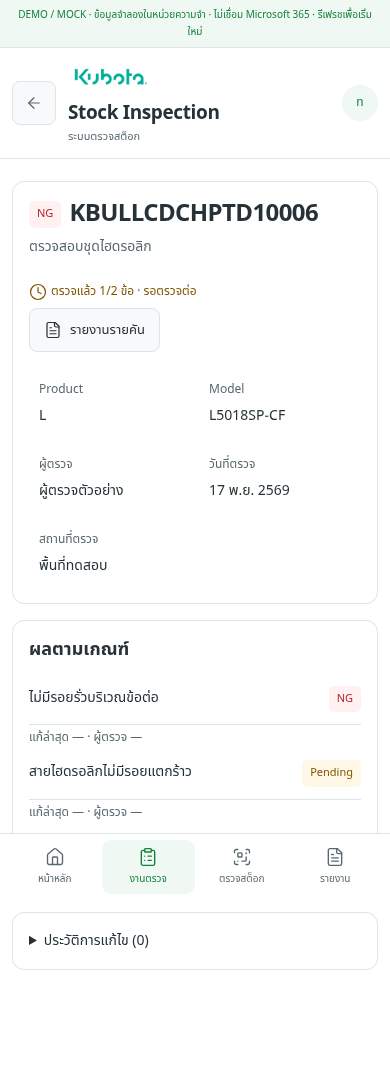 DEMO / MOCK · ข้อมูลจำลองในหน่วยความจำ · ไม่เชื่อม Microsoft 365 · รีเฟรชเพื่อเริ่ม
ใหม่
Kubota
Stock Inspection
ระบบตรวจสต็อก
ก
NG KBULLCDCHPTD10006
ตรวจสอบชุดไฮดรอลิก
ตรวจแล้ว 1/2 ข้อ · รอตรวจต่อ
รายงานรายคัน
Product Model
L L5018SP-CF
ผู้ตรวจ วันที่ตรวจ
ผู้ตรวจตัวอย่าง 17 พ.ย. 2569
สถานที่ตรวจ
พื้นที่ทดสอบ
ผลตามเกณฑ์
ไม่มีรอยรั่วบริเวณข้อต่อ NG
แก้ล่าสุด — · ผู้ตรวจ —
สายไฮดรอลิกไม่มีรอยแตกร้าว Pending
แก้ล่าสุด — · ผู้ตรวจ —
หน้าหลัก งานตรวจ ตรวจสต็อก รายงาน
ประวัติการแก้ไข (0)